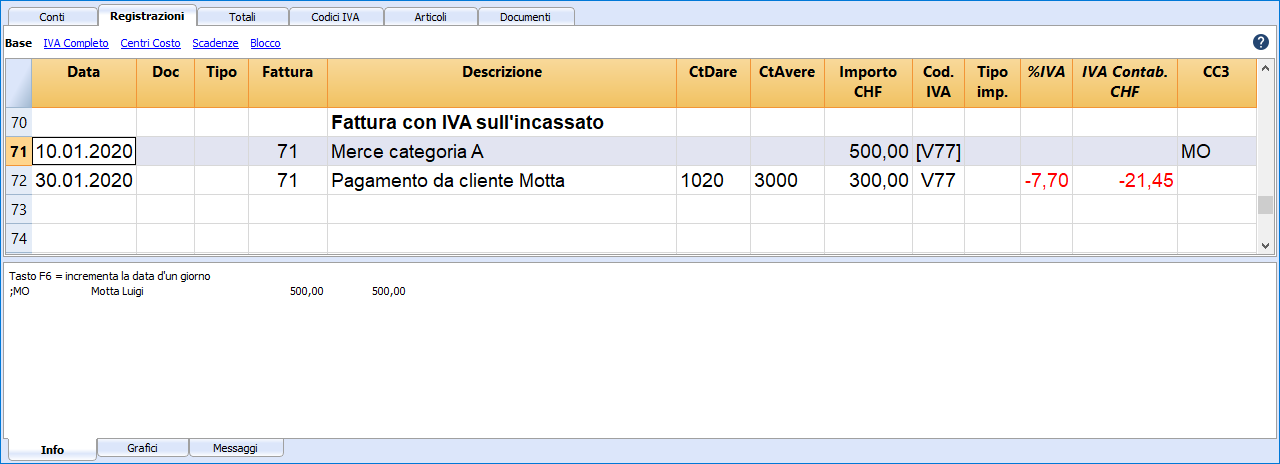 Conti Registrazioni Totali Codici IVA Articoli Documenti
Base IVA Completo Centri Costo Scadenze Blocco ?
Data Doc Tipo Fattura Descrizione CtDare CtAvere Importo CHF Cod. IVA Tipo imp. %IVA IVA Contab. CHF CC3
70 Fattura con IVA sull'incassato
71 10.01.2020 71 Merce categoria A 500,00 [V77] MO
72 30.01.2020 71 Pagamento da cliente Motta 1020 3000 300,00 V77 -7,70 -21,45
73
74
Tasto F6 = incrementa la data d'un giorno
;MO Motta Luigi 500,00 500,00
Info Grafici Messaggi